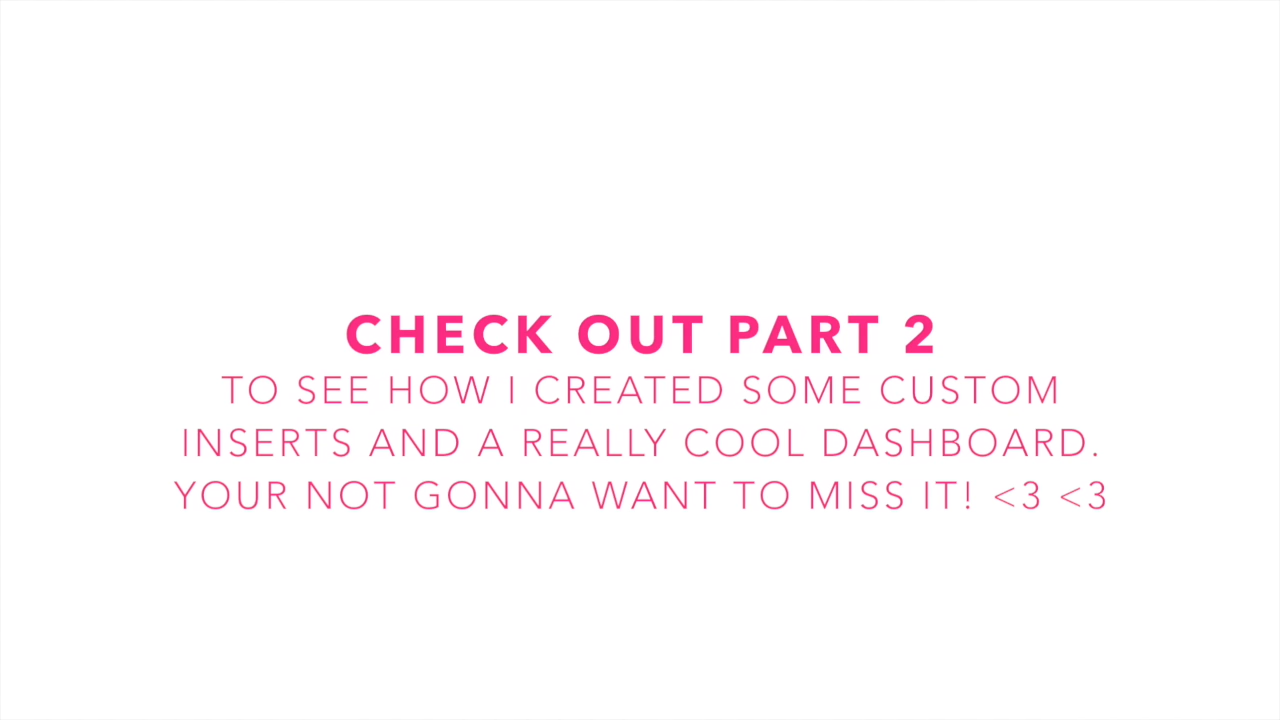 CHECK OUT PART 2
TO SEE HOW I CREATED SOME CUSTOM
INSERTS AND A REALLY COOL DASHBOARD.
YOUR NOT GONNA WANT TO MISS IT! <3 <3